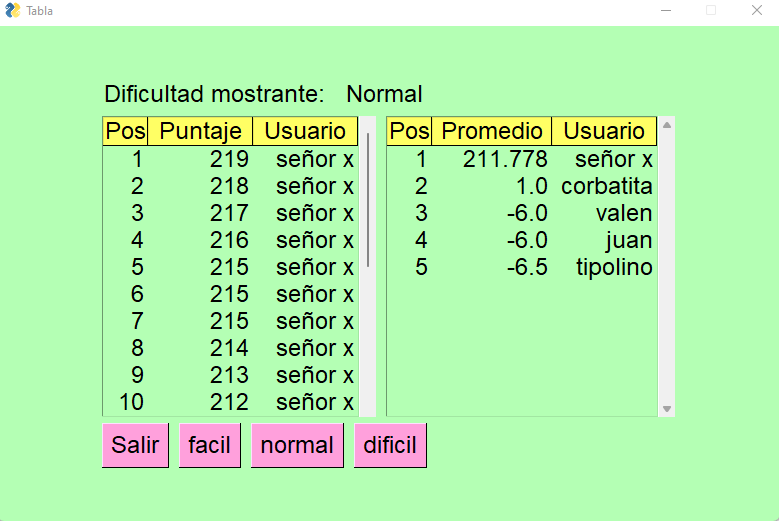 Tabla
Dificultad mostrante: Normal
Pos Puntaje Usuario
1 219 señor x
2 218 señor x
3 217 señor x
4 216 señor x
5 215 señor x
6 215 señor x
7 215 señor x
8 214 señor x
9 213 señor x
10 212 señor x
Pos Promedio Usuario
1 211.778 señor x
2 1.0 corbatita
3 -6.0 valen
4 -6.0 juan
5 -6.5 tipolino
Salir facil normal dificil